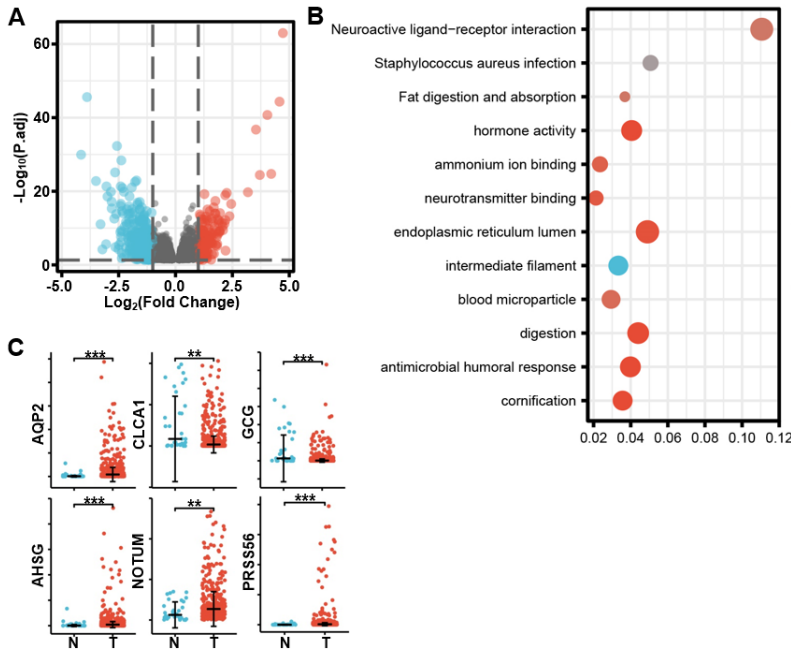 A
60
40
20
0
-Log10(P.adj)
-5.0
-2.5
0.0
2.5
5.0
Log2(Fold Change)
B
Neuroactive ligand−receptor interaction
Staphylococcus aureus infection
Fat digestion and absorption
hormone activity
ammonium ion binding
neurotransmitter binding
endoplasmic reticulum lumen
intermediate filament
blood microparticle
digestion
antimicrobial humoral response
cornification
0.02 0.04 0.06 0.08 0.10 0.12
C
AQP2
***
CLCA1
**
GCG
***
AHSG
***
N T
NOTUM
**
N T
PRSS56
***
N T